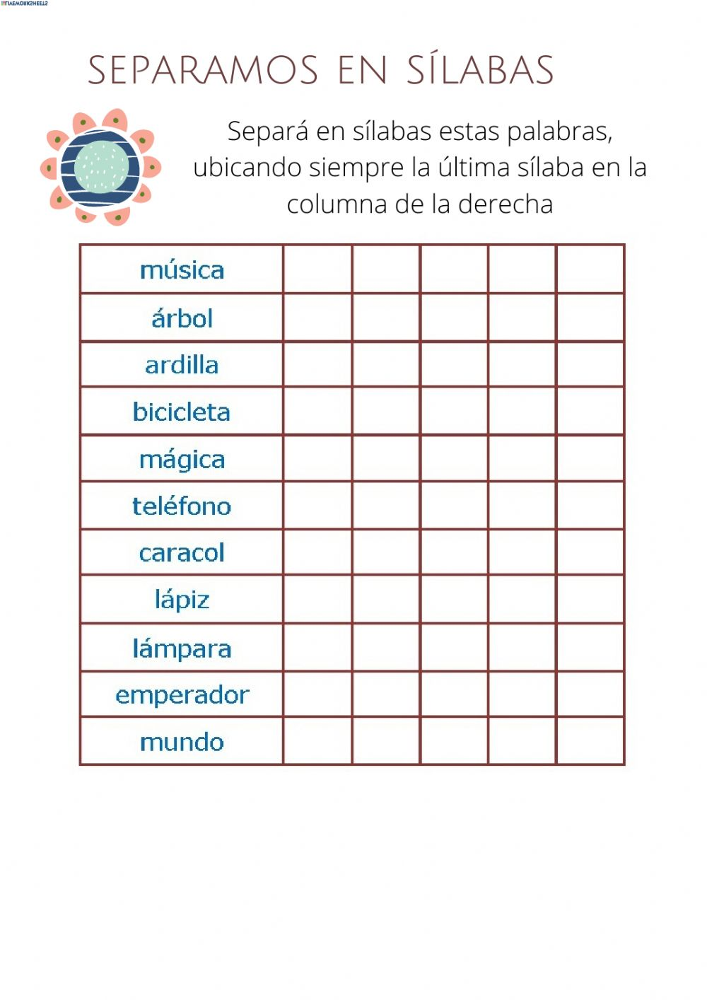 LIVEWORKSHEETS
SEPARAMOS EN SÍLABAS
Separá en sílabas estas palabras,
ubicando siempre la última sílaba en la
columna de la derecha
música
árbol
ardilla
bicicleta
mágica
teléfono
caracol
lápiz
lámpara
emperador
mundo